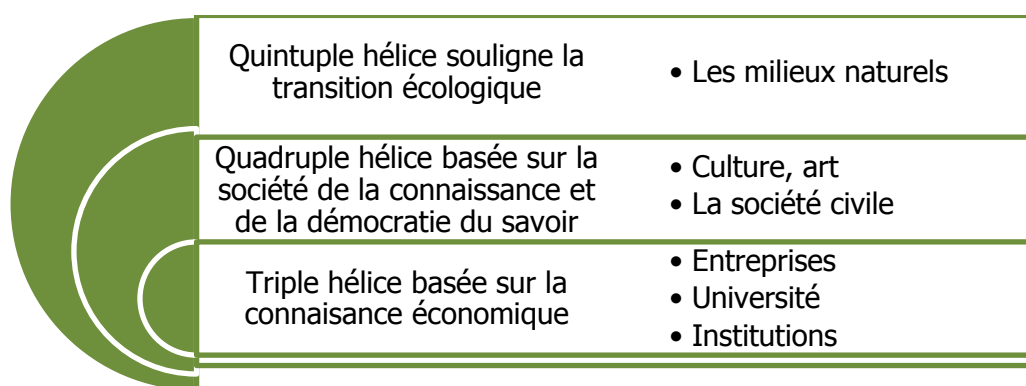 Quintuple hélice souligne la
transition écologique
• Les milieux naturels
Quadruple hélice basée sur la
société de la connaissance et
de la démocratie du savoir
• Culture, art
• La société civile
Triple hélice basée sur la
connaisance économique
• Entreprises
• Université
• Institutions